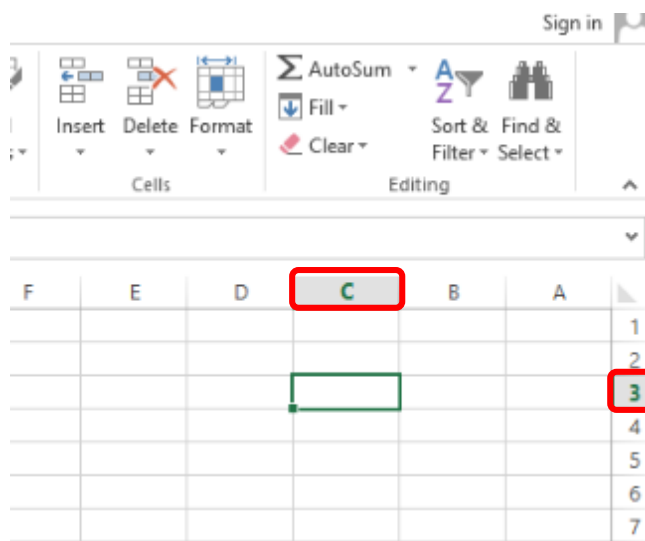 Sign in
AutoSum
Fill
Clear
Insert Delete Format
Sort & Find &
Filter Select
Cells
Editing
F E D C B A
1
2
3
4
5
6
7